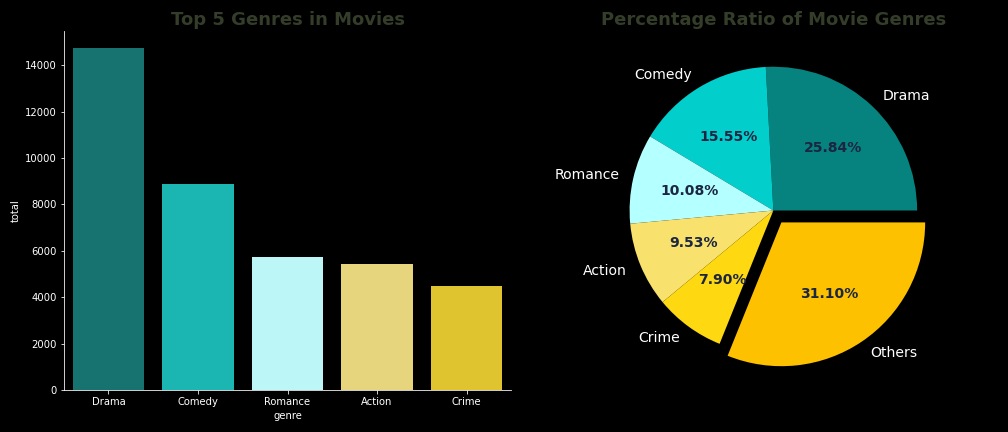 Top 5 Genres in Movies
14000
12000
10000
8000
6000
4000
2000
0
total
Drama
Comedy
Romance
Action
Crime
genre
Percentage Ratio of Movie Genres
Drama
25.84%
Comedy
15.55%
Romance
10.08%
Action
9.53%
Crime
7.90%
Others
31.10%